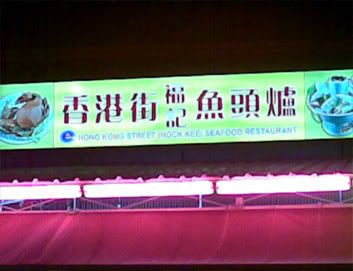 香港街福記魚頭爐
HONG KONG STREET (HOCK KEE) SEAFOOD RESTAURANT